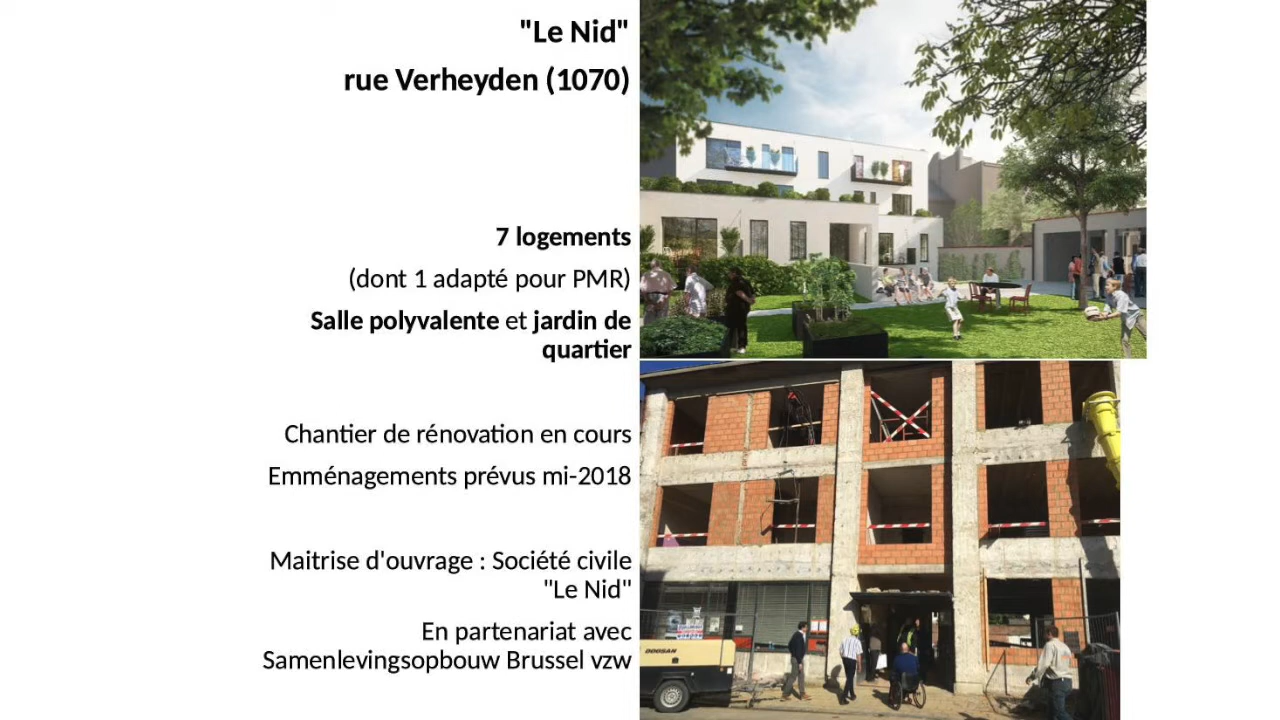 "Le Nid"
rue Verheyden (1070)
7 logements
(dont 1 adapté pour PMR)
Salle polyvalente et jardin de
quartier
Chantier de rénovation en cours
Emménagements prévus mi-2018
Maitrise d'ouvrage : Société civile
"Le Nid"
En partenariat avec
Samenlevingsopbouw Brussel vzw
DOOSAN